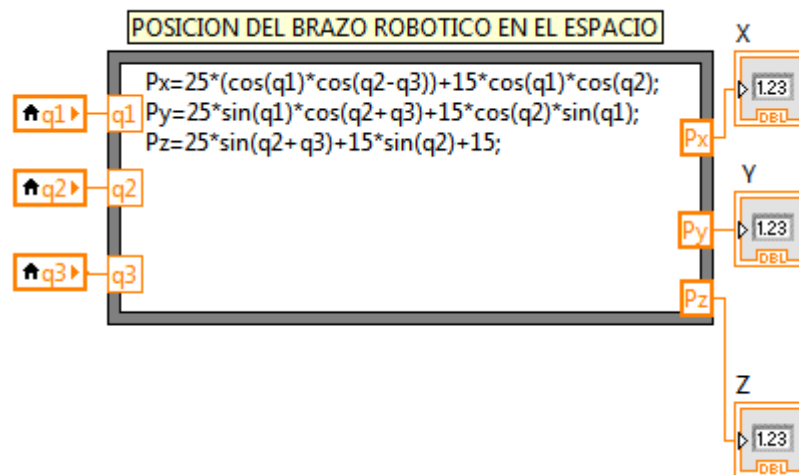 POSICION DEL BRAZO ROBOTICO EN EL ESPACIO
X
Px=25*(cos(q1)*cos(q2-q3))+15*cos(q1)*cos(q2);
1.23
DBL
q1 q1
Py=25*sin(q1)*cos(q2+q3)+15*cos(q2)*sin(q1);
Px
Pz=25*sin(q2+q3)+15*sin(q2)+15;
q2 q2
Y
Py
1.23
DBL
q3 q3
Pz
Z
1.23
DBL